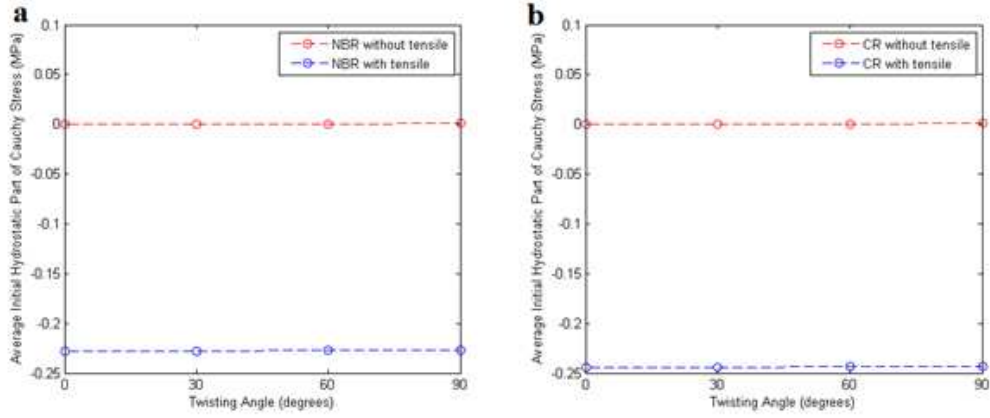 a
Average Initial Hydrostatic Part of Cauchy Stress (MPa)
0.1
0.05
0
-0.05
-0.1
-0.15
-0.2
-0.25
NBR without tensile
NBR with tensile
0 30 60 90
Twisting Angle (degrees)
b
Average Initial Hydrostatic Part of Cauchy Stress (MPa)
0.1
0.05
0
-0.05
-0.1
-0.15
-0.2
-0.25
CR without tensile
CR with tensile
0 30 60 90
Twisting Angle (degrees)